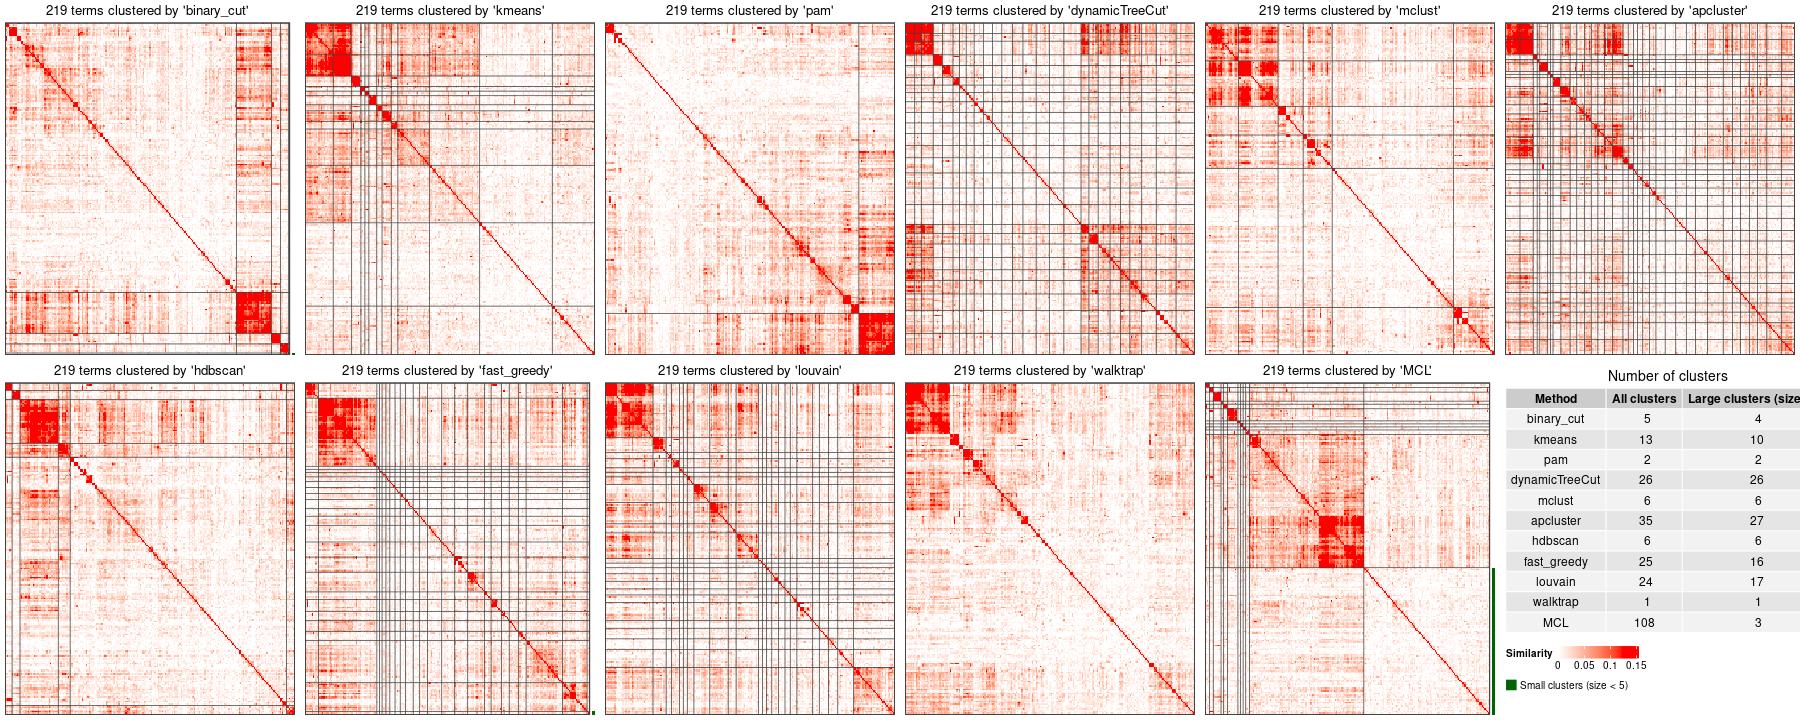 219 terms clustered by 'binary_cut'
219 terms clustered by 'kmeans'
219 terms clustered by 'pam'
219 terms clustered by 'dynamicTreeCut'
219 terms clustered by 'mclust'
219 terms clustered by 'apcluster'
219 terms clustered by 'hdbscan'
219 terms clustered by 'fast_greedy'
219 terms clustered by 'louvain'
219 terms clustered by 'walktrap'
219 terms clustered by 'MCL'
Number of clusters
Method All clusters Large clusters (size
binary_cut 5 4
kmeans 13 10
pam 2 2
dynamicTreeCut 26 26
mclust 6 6
apcluster 35 27
hdbscan 6 6
fast_greedy 25 16
louvain 24 17
walktrap 1 1
MCL 108 3
Similarity
0 0.05 0.1 0.15
Small clusters (size < 5)